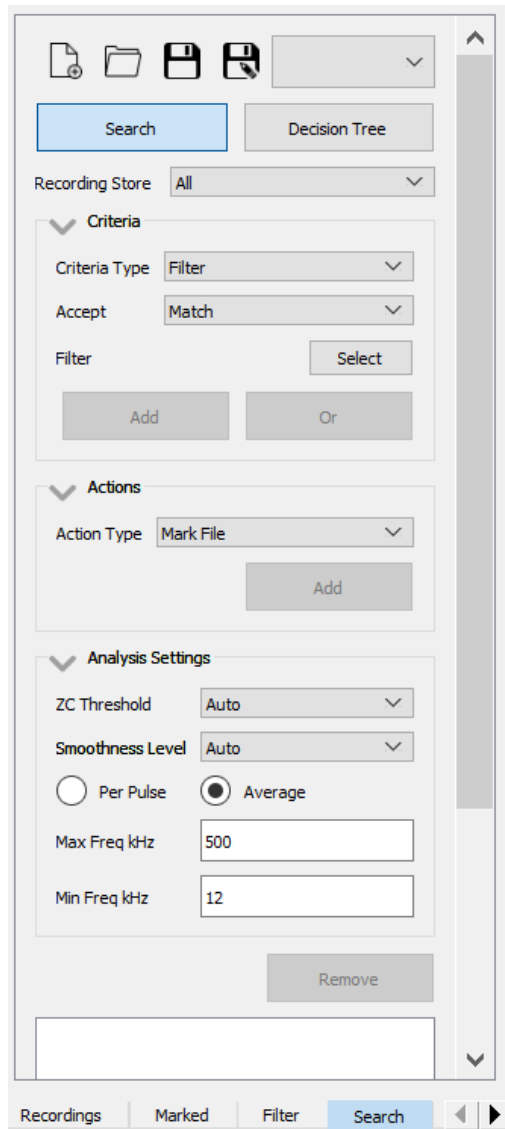 Search Decision Tree
Recording Store All
Criteria
Criteria Type Filter
Accept Match
Filter Select
Add Or
Actions
Action Type Mark File
Add
Analysis Settings
ZC Threshold Auto
Smoothness Level Auto
Per Pulse Average
Max Freq kHz 500
Min Freq kHz 12
Remove
Recordings Marked Filter Search